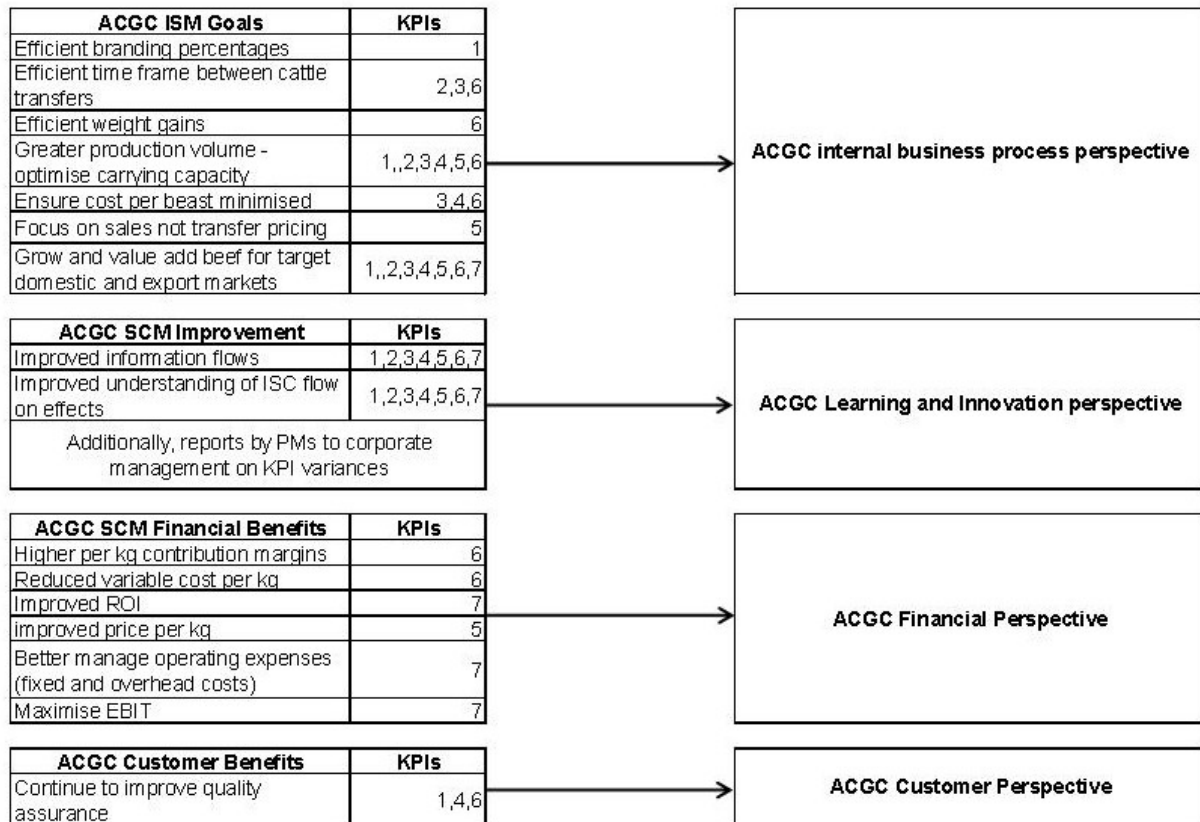 ACGC ISM Goals KPIs
Efficient branding percentages 1
Efficient time frame between cattle
transfers 2,3,6
Efficient weight gains 6
Greater production volume -
optimise carrying capacity 1,,2,3,4,5,6
Ensure cost per beast minimised 3,4,6
Focus on sales not transfer pricing 5
Grow and value add beef for target
domestic and export markets 1,,2,3,4,5,6,7
ACGC internal business process perspective
ACGC SCM Improvement KPIs
Improved information flows 1,2,3,4,5,6,7
Improved understanding of ISC flow
on effects 1,2,3,4,5,6,7
Additionally, reports by PMs to corporate
management on KPI variances
ACGC Learning and Innovation perspective
ACGC SCM Financial Benefits KPIs
Higher per kg contribution margins 6
Reduced variable cost per kg 6
Improved ROI 7
improved price per kg 5
Better manage operating expenses
(fixed and overhead costs) 7
Maximise EBIT 7
ACGC Financial Perspective
ACGC Customer Benefits KPIs
Continue to improve quality
assurance 1,4,6
ACGC Customer Perspective